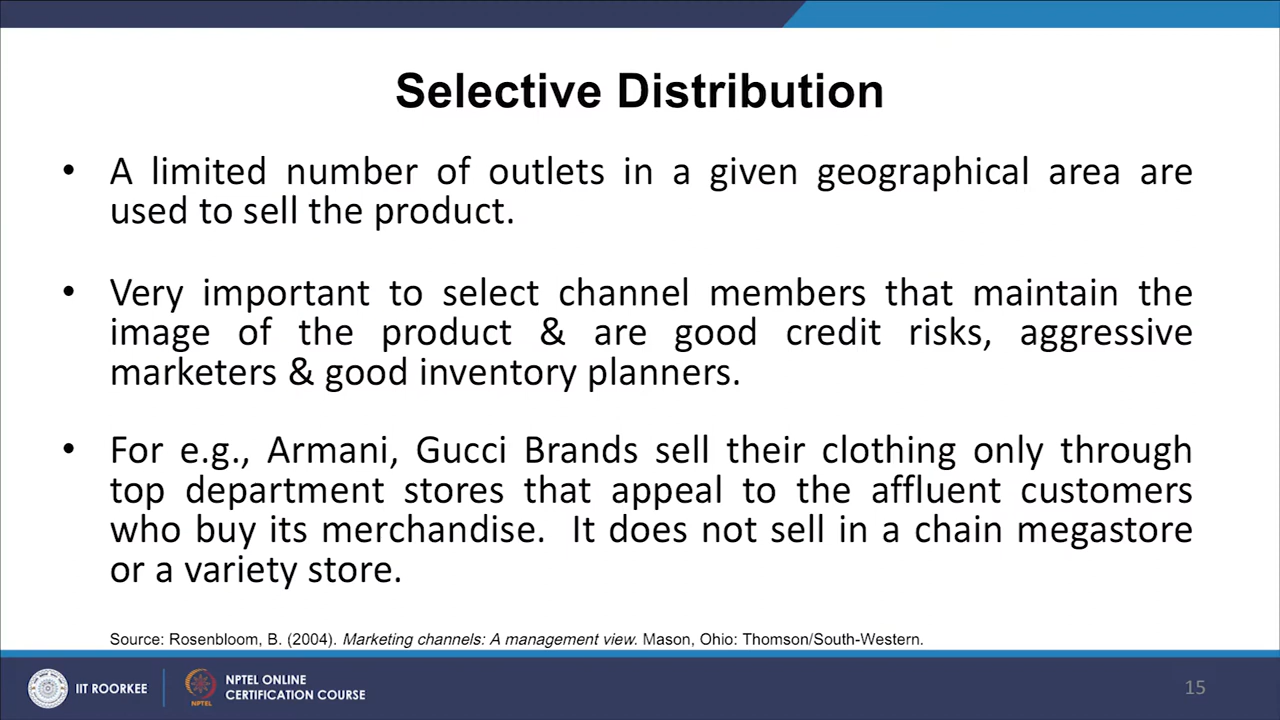 Selective Distribution
• A limited number of outlets in a given geographical area are
used to sell the product.
• Very important to select channel members that maintain the
image of the product & are good credit risks, aggressive
marketers & good inventory planners.
• For e.g., Armani, Gucci Brands sell their clothing only through
top department stores that appeal to the affluent customers
who buy its merchandise. It does not sell in a chain megastore
or a variety store.
Source: Rosenbloom, B. (2004). Marketing channels: A management view. Mason, Ohio: Thomson/South-Western.
IIT ROORKEE
NPTEL
NPTEL ONLINE
CERTIFICATION COURSE
15